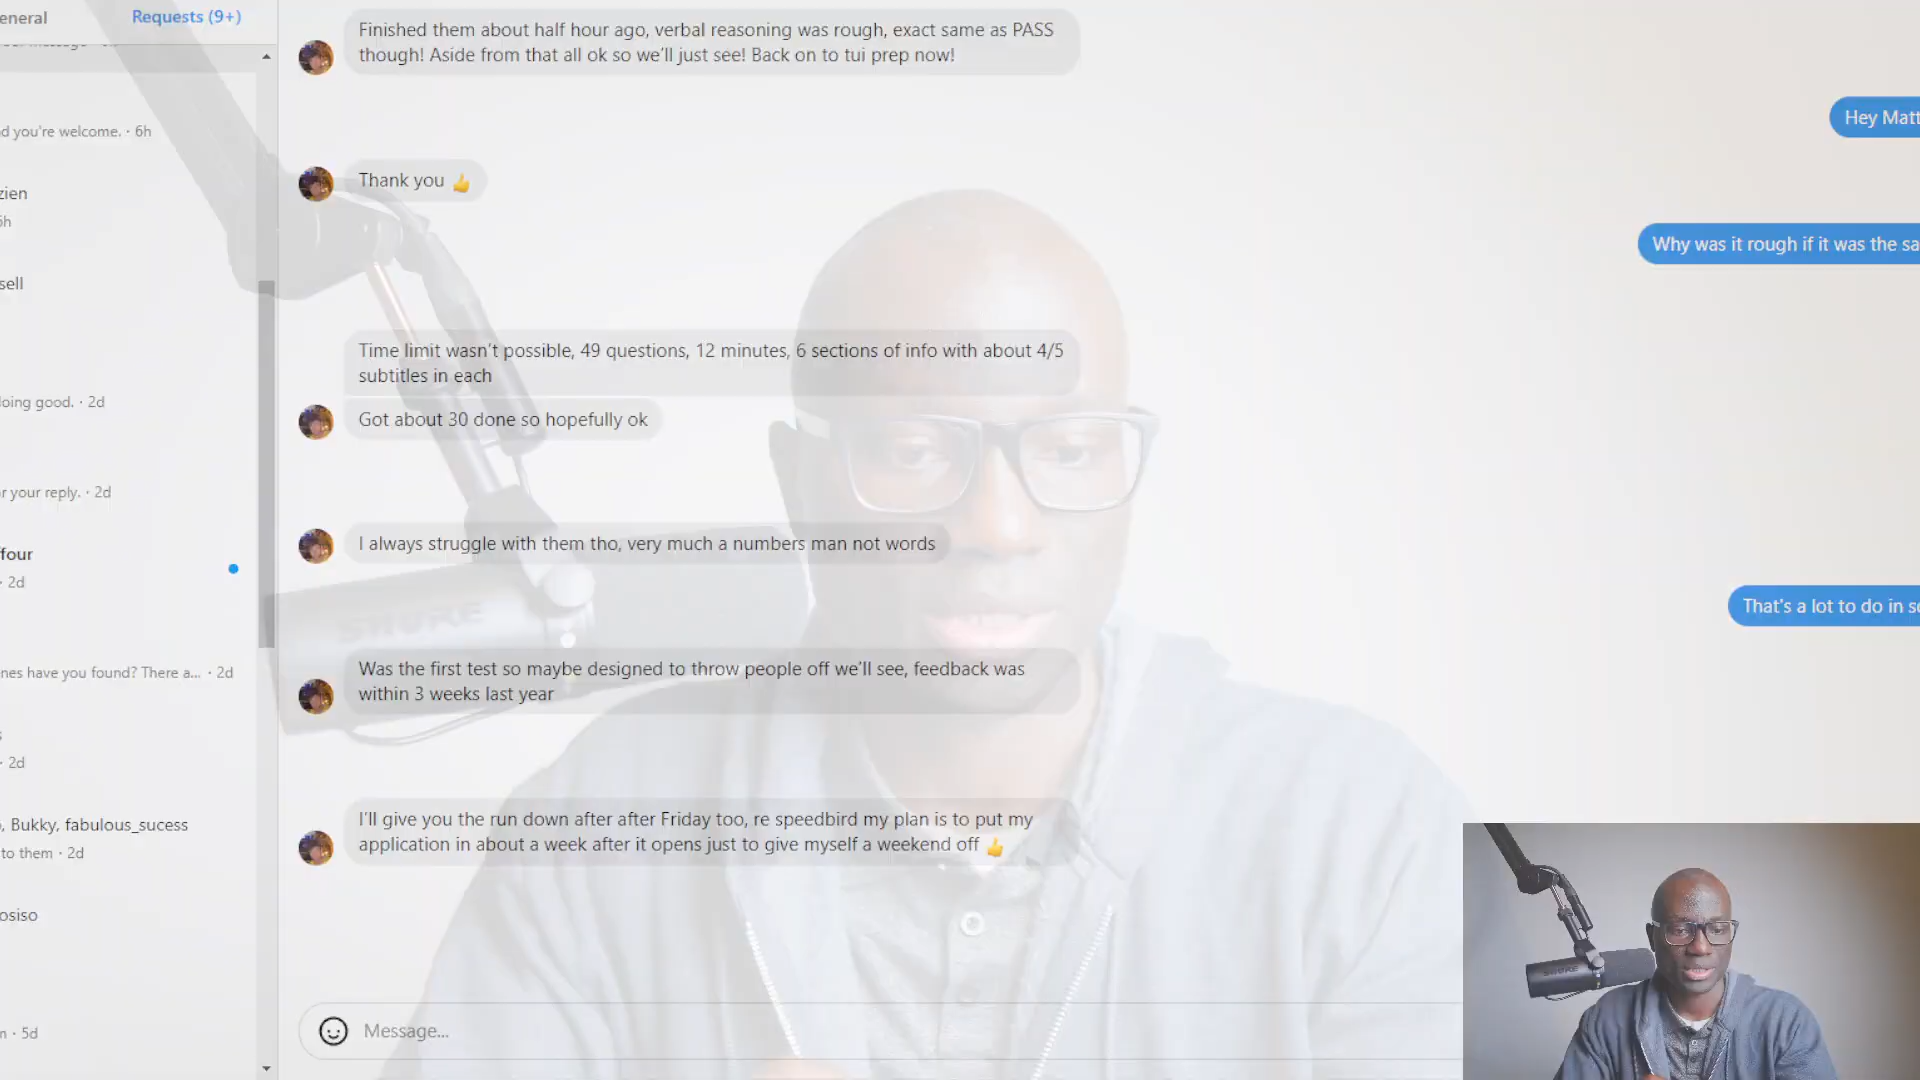 eneral
Requests (9+)
d you're welcome. · 6h
zien
6h
sell
doing good. · 2d
r your reply. · 2d
ffour
· 2d
nes have you found? There a... · 2d
s
· 2d
, Bukky, fabulous_sucess
to them · 2d
osiso
n · 5d
Finished them about half hour ago, verbal reasoning was rough, exact same as PASS
though! Aside from that all ok so we'll just see! Back on to tui prep now!
Hey Matt
Thank you 👍
Why was it rough if it was the sa
Time limit wasn't possible, 49 questions, 12 minutes, 6 sections of info with about 4/5
subtitles in each
Got about 30 done so hopefully ok
I always struggle with them tho, very much a numbers man not words
That's a lot to do in s
SHURE
Was the first test so maybe designed to throw people off we'll see, feedback was
within 3 weeks last year
I'll give you the run down after after Friday too, re speedbird my plan is to put my
application in about a week after it opens just to give myself a weekend off 👍
Message...
SHURE